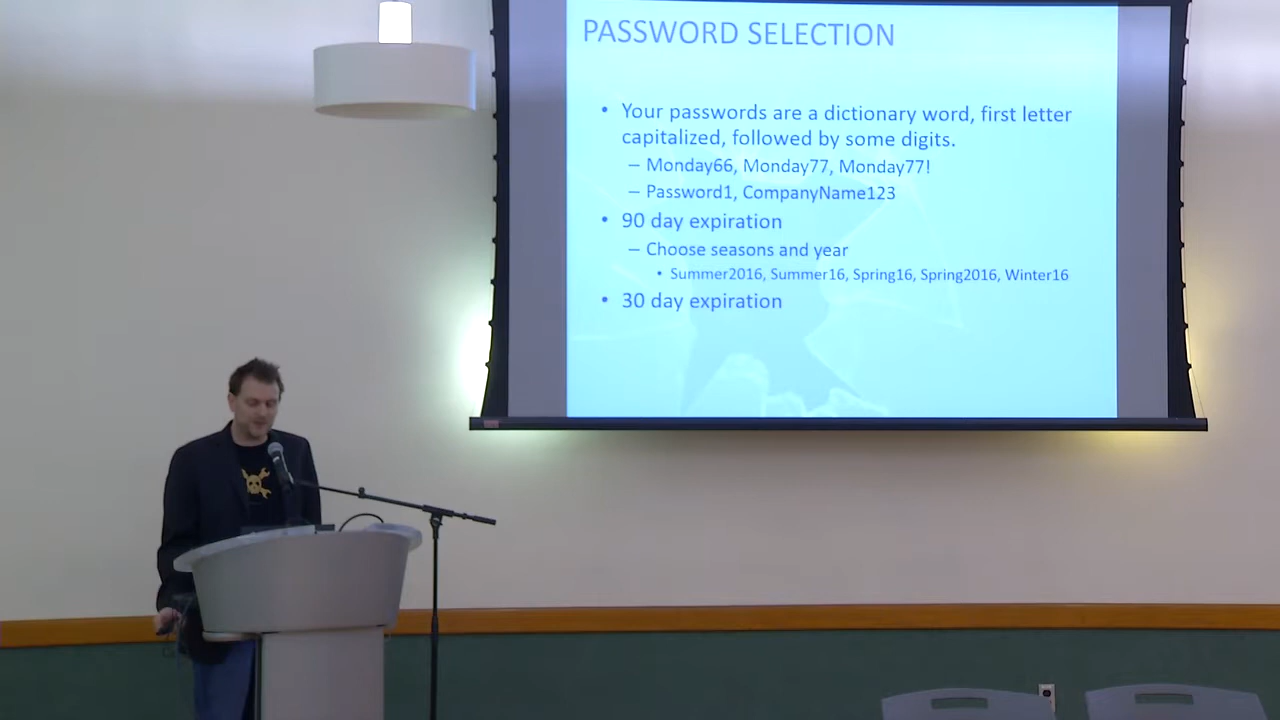 PASSWORD SELECTION
• Your passwords are a dictionary word, first letter
capitalized, followed by some digits.
– Monday66, Monday77, Monday77!
– Password1, CompanyName123
• 90 day expiration
– Choose seasons and year
• Summer2016, Summer16, Spring16, Spring2016, Winter16
• 30 day expiration